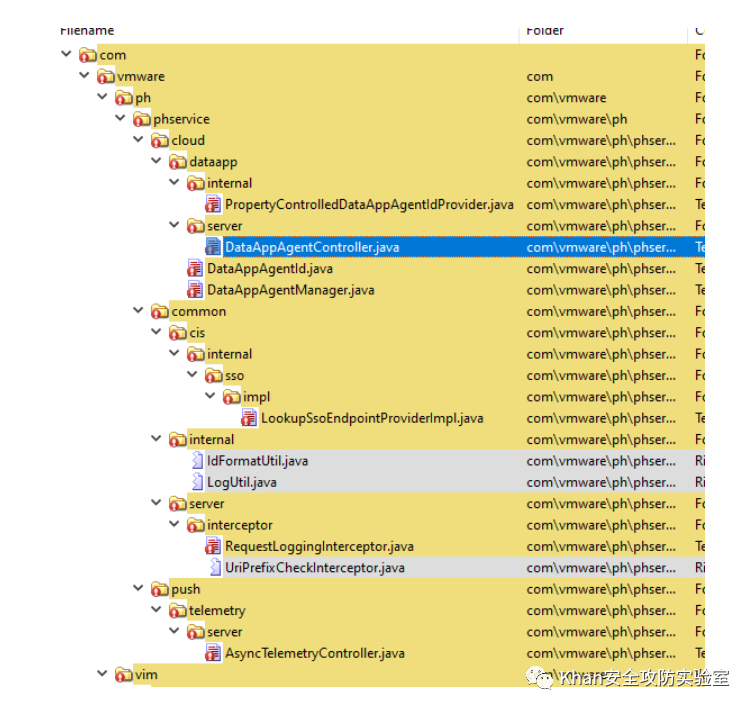 Filename Folder
com Fo
vmware com Fo
ph com\vmware Fo
phservice com\vmware\ph Fo
cloud com\vmware\ph\phser... Fo
dataapp com\vmware\ph\phser... Fo
internal com\vmware\ph\phser... Fo
PropertyControlledDataAppAgentIdProvider.java com\vmware\ph\phser... Te
server com\vmware\ph\phser... Fo
DataAppAgentController.java com\vmware\ph\phser... Te
DataAppAgentId.java com\vmware\ph\phser... Te
DataAppAgentManager.java com\vmware\ph\phser... Te
common com\vmware\ph\phser... Fo
cis com\vmware\ph\phser... Fo
internal com\vmware\ph\phser... Fo
sso com\vmware\ph\phser... Fo
impl com\vmware\ph\phser... Fo
LookupSsoEndpointProviderImpl.java com\vmware\ph\phser... Te
internal com\vmware\ph\phser... Fo
IdFormatUtil.java com\vmware\ph\phser... Ri
LogUtil.java com\vmware\ph\phser... Ri
server com\vmware\ph\phser... Fo
interceptor com\vmware\ph\phser... Fo
RequestLoggingInterceptor.java com\vmware\ph\phser... Te
UriPrefixCheckInterceptor.java com\vmware\ph\phser... Ri
push com\vmware\ph\phser... Fo
telemetry com\vmware\ph\phser... Fo
server com\vmware\ph\phser... Fo
AsyncTelemetryController.java com\vmware\ph\phser... Te
vim com\vmware
Khan安全攻防实验室